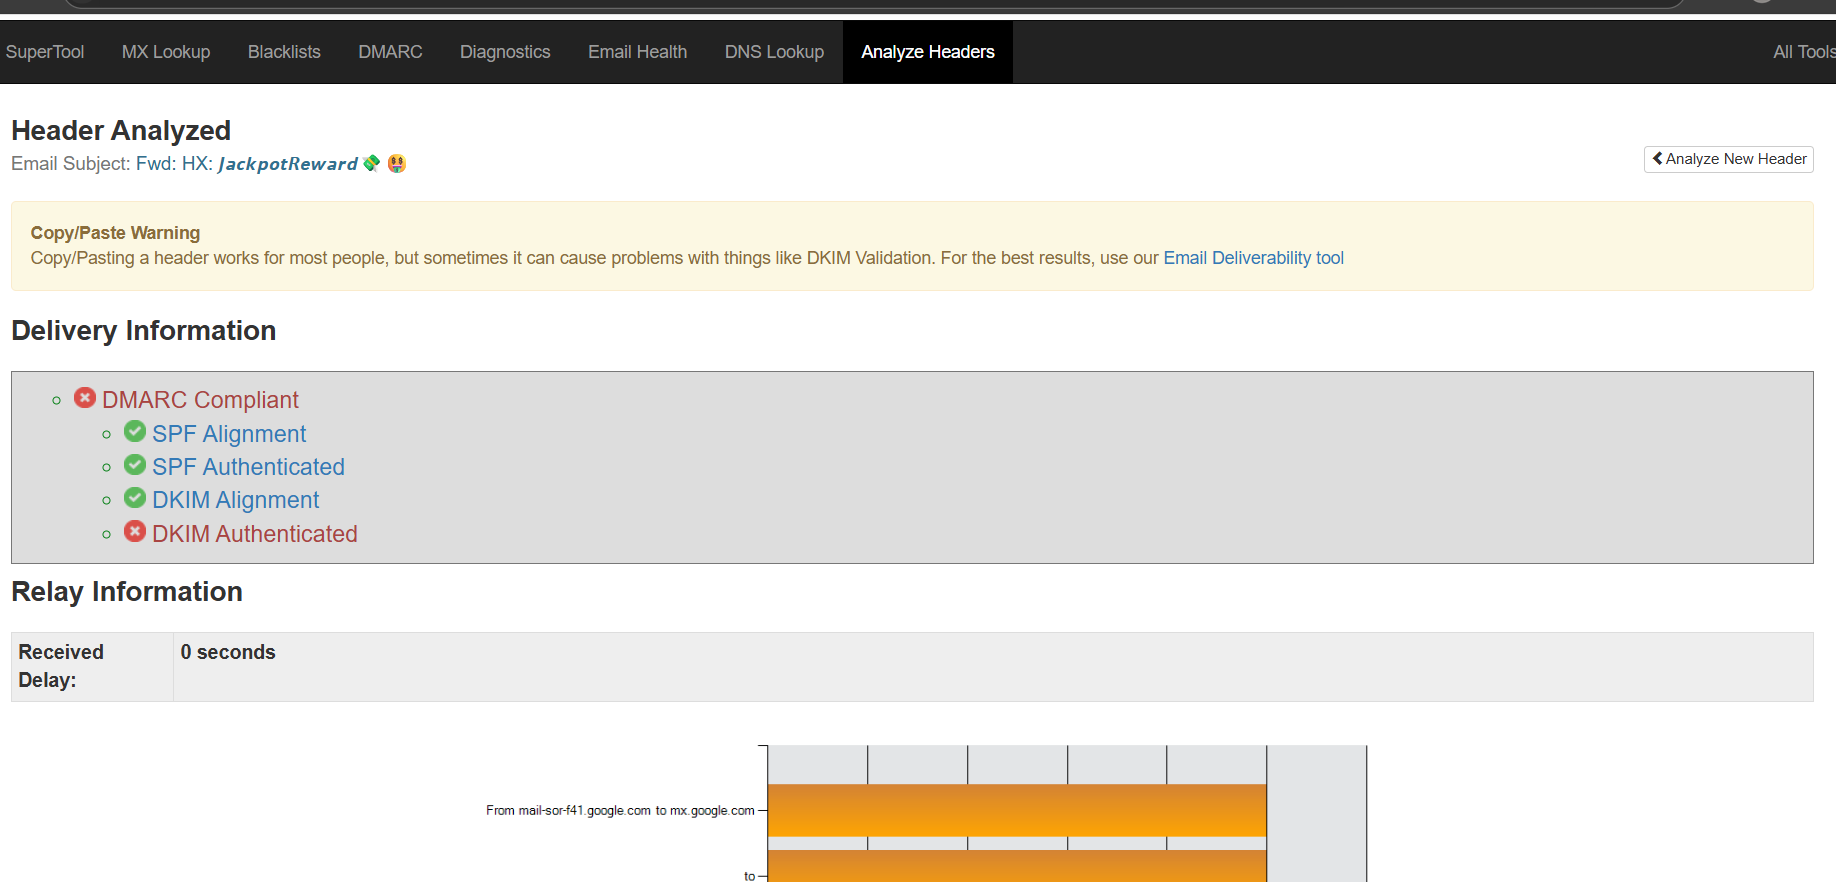 SuperTool MX Lookup Blacklists DMARC Diagnostics Email Health DNS Lookup Analyze Headers All Tools
Header Analyzed
Email Subject: Fwd: HX: 𝙅𝙖𝙘𝙠𝙥𝙤𝙩𝙍𝙚𝙬𝙖𝙧𝙙 💸 🤑
Analyze New Header
Copy/Paste Warning
Copy/Pasting a header works for most people, but sometimes it can cause problems with things like DKIM Validation. For the best results, use our Email Deliverability tool
Delivery Information
DMARC Compliant
SPF Alignment
SPF Authenticated
DKIM Alignment
DKIM Authenticated
Relay Information
Received Delay: 0 seconds
From mail-sor-f41.google.com to mx.google.com
to